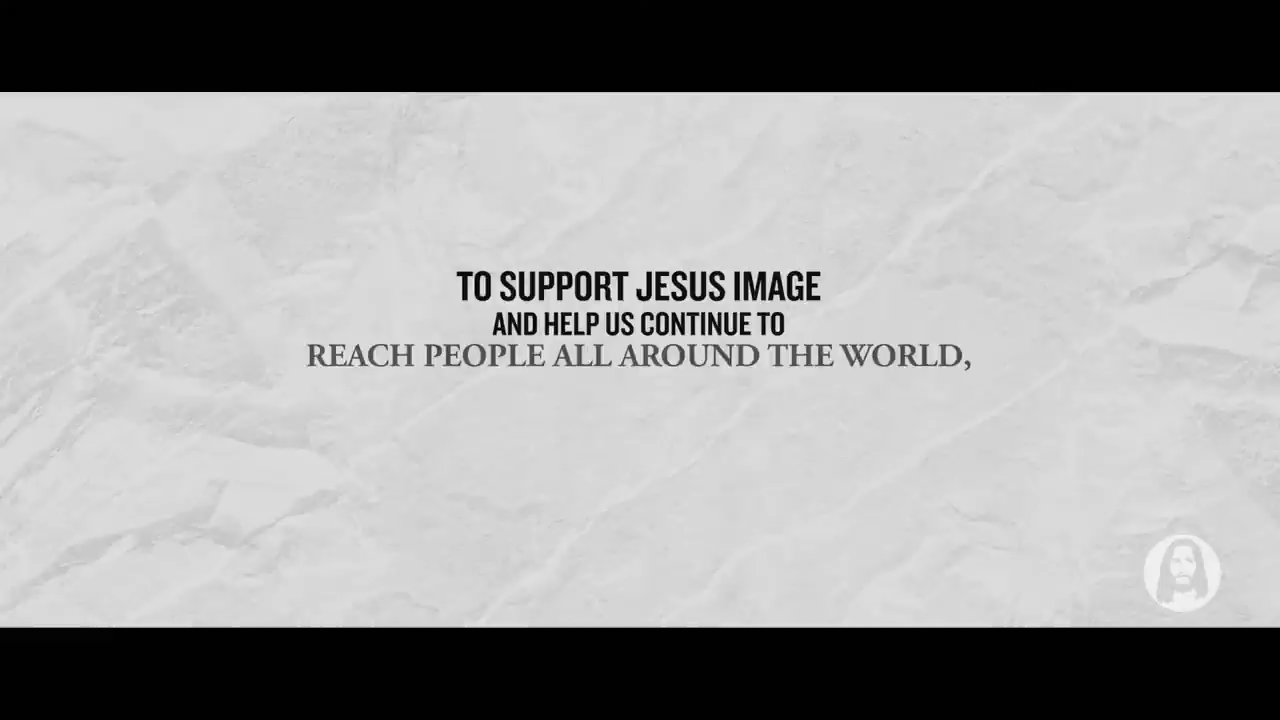 TO SUPPORT JESUS IMAGE
AND HELP US CONTINUE TO
REACH PEOPLE ALL AROUND THE WORLD,